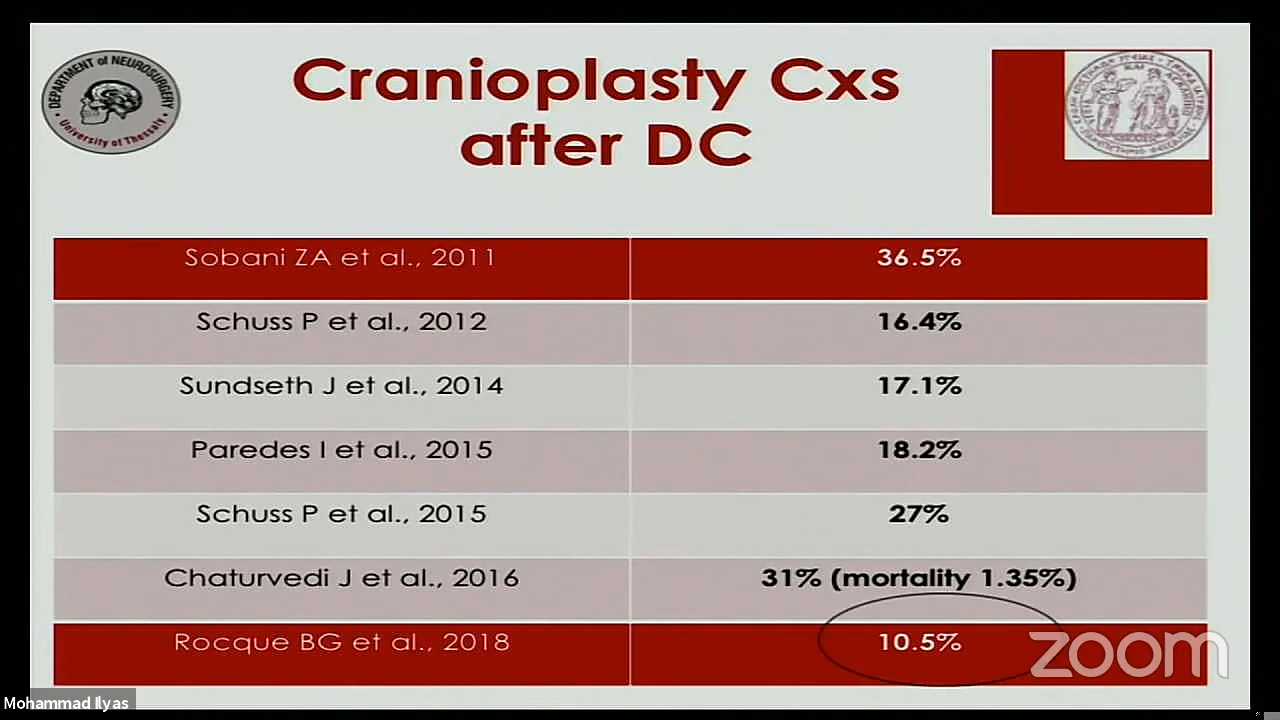 DEPARTMENT of NEUROSURGERY
University of Thessaly
Cranioplasty Cxs
after DC
Sobani ZA et al., 2011 36.5%
Schuss P et al., 2012 16.4%
Sundseth J et al., 2014 17.1%
Paredes I et al., 2015 18.2%
Schuss P et al., 2015 27%
Chaturvedi J et al., 2016 31% (mortality 1.35%)
Rocque BG et al., 2018 10.5%
zoom
Mohammad Ilyas